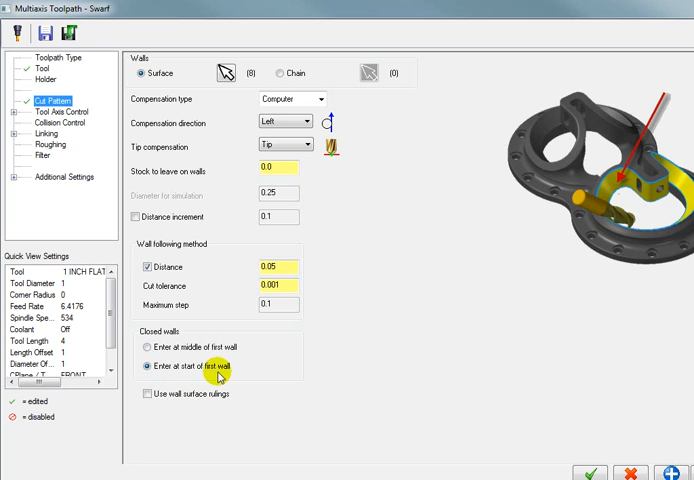 Multiaxis Toolpath - Swarf
Toolpath Type
Tool
Holder
Cut Pattern
Tool Axis Control
Collision Control
Linking
Roughing
Filter
Additional Settings
Quick View Settings
Tool 1 INCH FLAT
Tool Diameter 1
Corner Radius 0
Feed Rate 6.4176
Spindle Spe... 534
Coolant Off
Tool Length 4
Length Offset 1
Diameter Of... 1
CPlane / T... FRONT
= edited
= disabled
Walls
Surface (8) Chain (0)
Compensation type Computer
Compensation direction Left
Tip compensation Tip
Stock to leave on walls 0.0
Diameter for simulation 0.25
Distance increment 0.1
Wall following method
Distance 0.05
Cut tolerance 0.001
Maximum step 0.1
Closed walls
Enter at middle of first wall
Enter at start of first wall
Use wall surface rulings